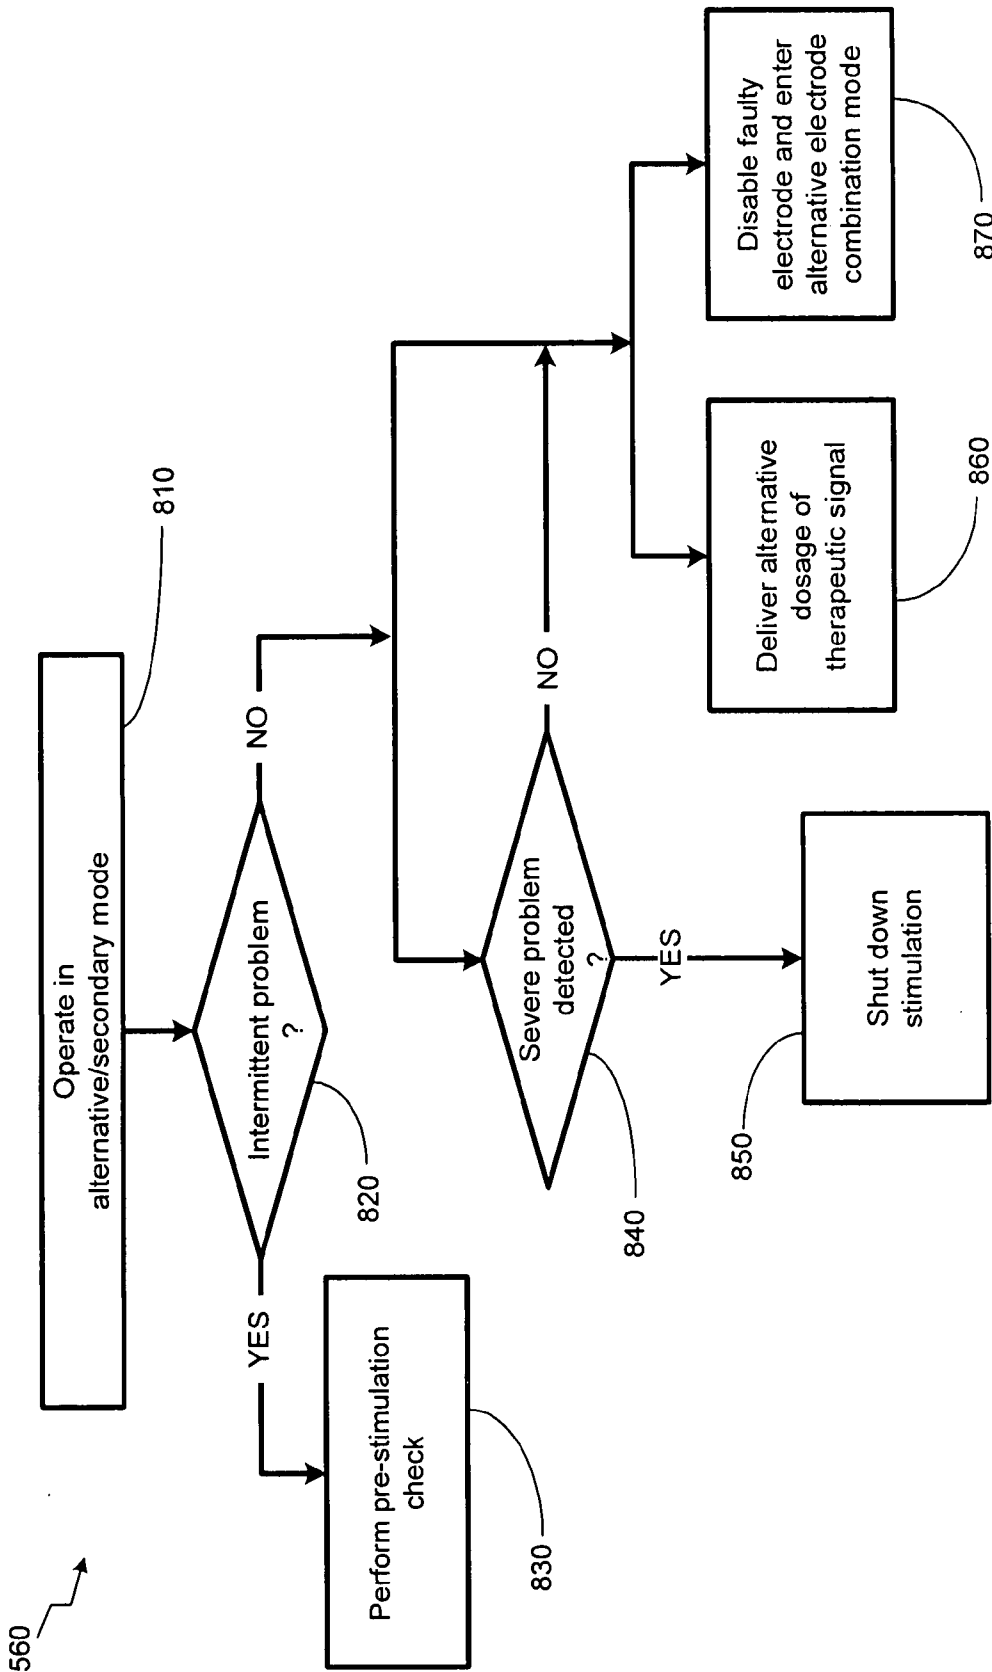 560
Operate in
alternative/secondary mode
810
Intermittent problem
?
820
YES
NO
Perform pre-stimulation
check
830
Severe problem
detected
?
840
NO
YES
Shut down
stimulation
850
Deliver alternative
dosage of
therapeutic signal
860
Disable faulty
electrode and enter
alternative electrode
combination mode
870